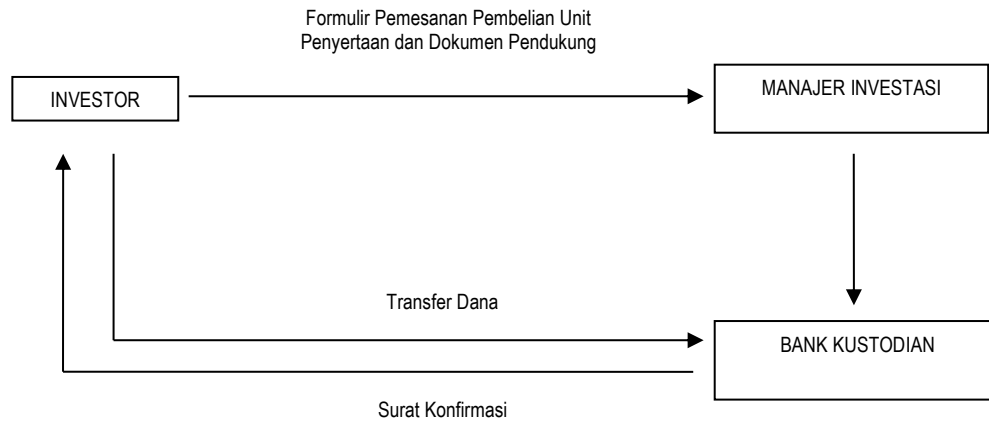 Formulir Pemesanan Pembelian Unit
Penyertaan dan Dokumen Pendukung
INVESTOR
MANAJER INVESTASI
Transfer Dana
BANK KUSTODIAN
Surat Konfirmasi